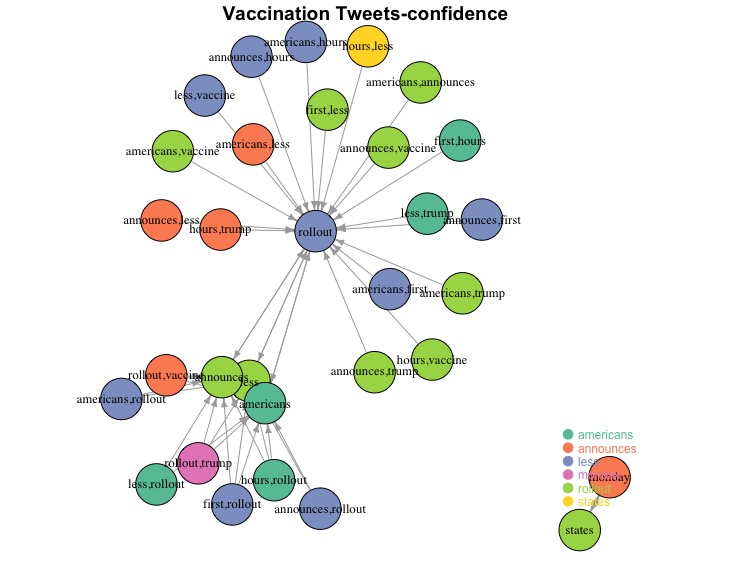 Vaccination Tweets-confidence
americans,hours
hours,less
announces,hours
americans,announces
less,vaccine
first,less
americans,vaccine
americans,less
announces,vaccine
first,hours
announces,less
hours,trump
rollout
less,trump
announces,first
americans,first
americans,trump
announces,trump
hours,vaccine
rollout,vaccine
announces
less
americans,rollout
americans
rollout,trump
less,rollout
hours,rollout
first,rollout
announces,rollout
americans
announces
less
monday
rollout
states
states